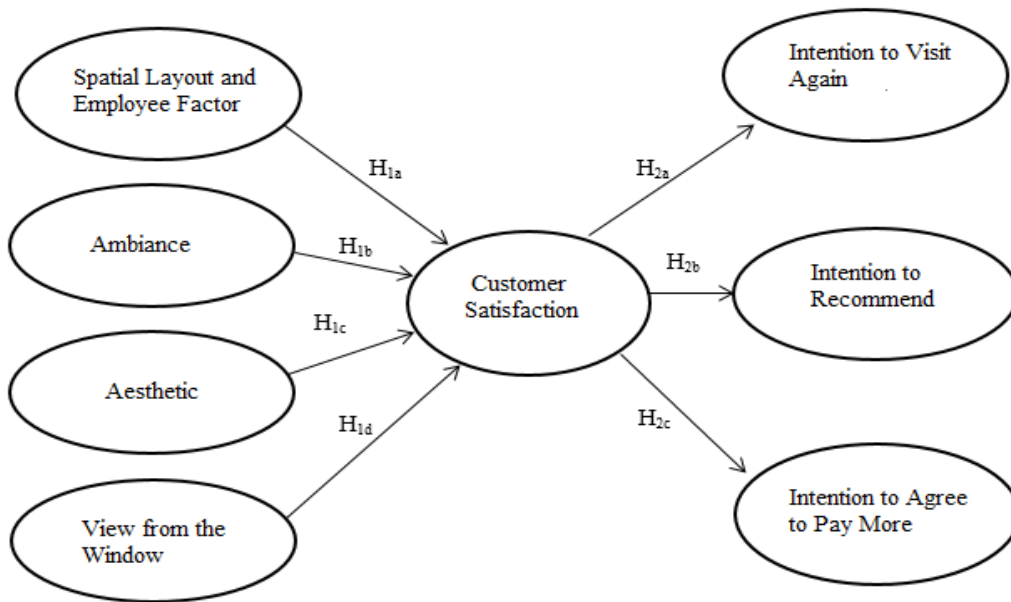 Spatial Layout and
Employee Factor
Intention to Visit
Again
H1a
H2a
Ambiance
H1b
Customer
Satisfaction
H2b
Intention to
Recommend
H1c
Aesthetic
H1d
H2c
View from the
Window
Intention to Agree
to Pay More